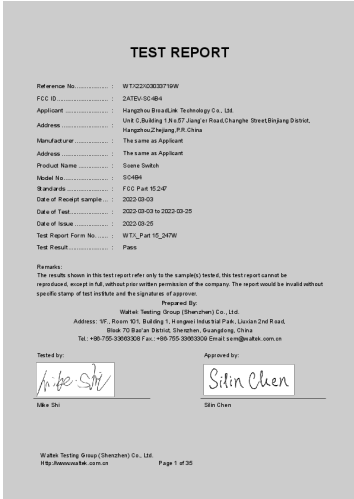 TEST REPORT
Reference No. : WTX22X03033719W
FCC ID : 2ATEV-SC4B4
Applicant : Hangzhou BroadLink Technology Co., Ltd.
Address : Unit C,Building 1,No.57 Jiang'er Road,Changhe Street,Binjiang District,
Hangzhou,Zhejiang,P.R.China
Manufacturer : The same as Applicant
Address : The same as Applicant
Product Name : Scene Switch
Model No. : SC4B4
Standards : FCC Part 15.247
Date of Receipt sample : 2022-03-03
Date of Test : 2022-03-03 to 2022-03-25
Date of Issue : 2022-03-25
Test Report Form No. : WTX_Part 15_247W
Test Result : Pass
Remarks:
The results shown in this test report refer only to the sample(s) tested, this test report cannot be
reproduced, except in full, without prior written permission of the company. The report would be invalid without
specific stamp of test institute and the signatures of approver.
Prepared By:
Waltek Testing Group (Shenzhen) Co., Ltd.
Address: 1/F., Room 101, Building 1, Hongwei Industrial Park, Liuxian 2nd Road,
Block 70 Bao'an District, Shenzhen, Guangdong, China
Tel.: +86-755-33663308 Fax.: +86-755-33663309 Email: sem@waltek.com.cn
Tested by: Approved by:
Mike Shi Silin Chen
Mike Shi Silin Chen
Waltek Testing Group (Shenzhen) Co., Ltd.
Http://www.waltek.com.cn Page 1 of 35